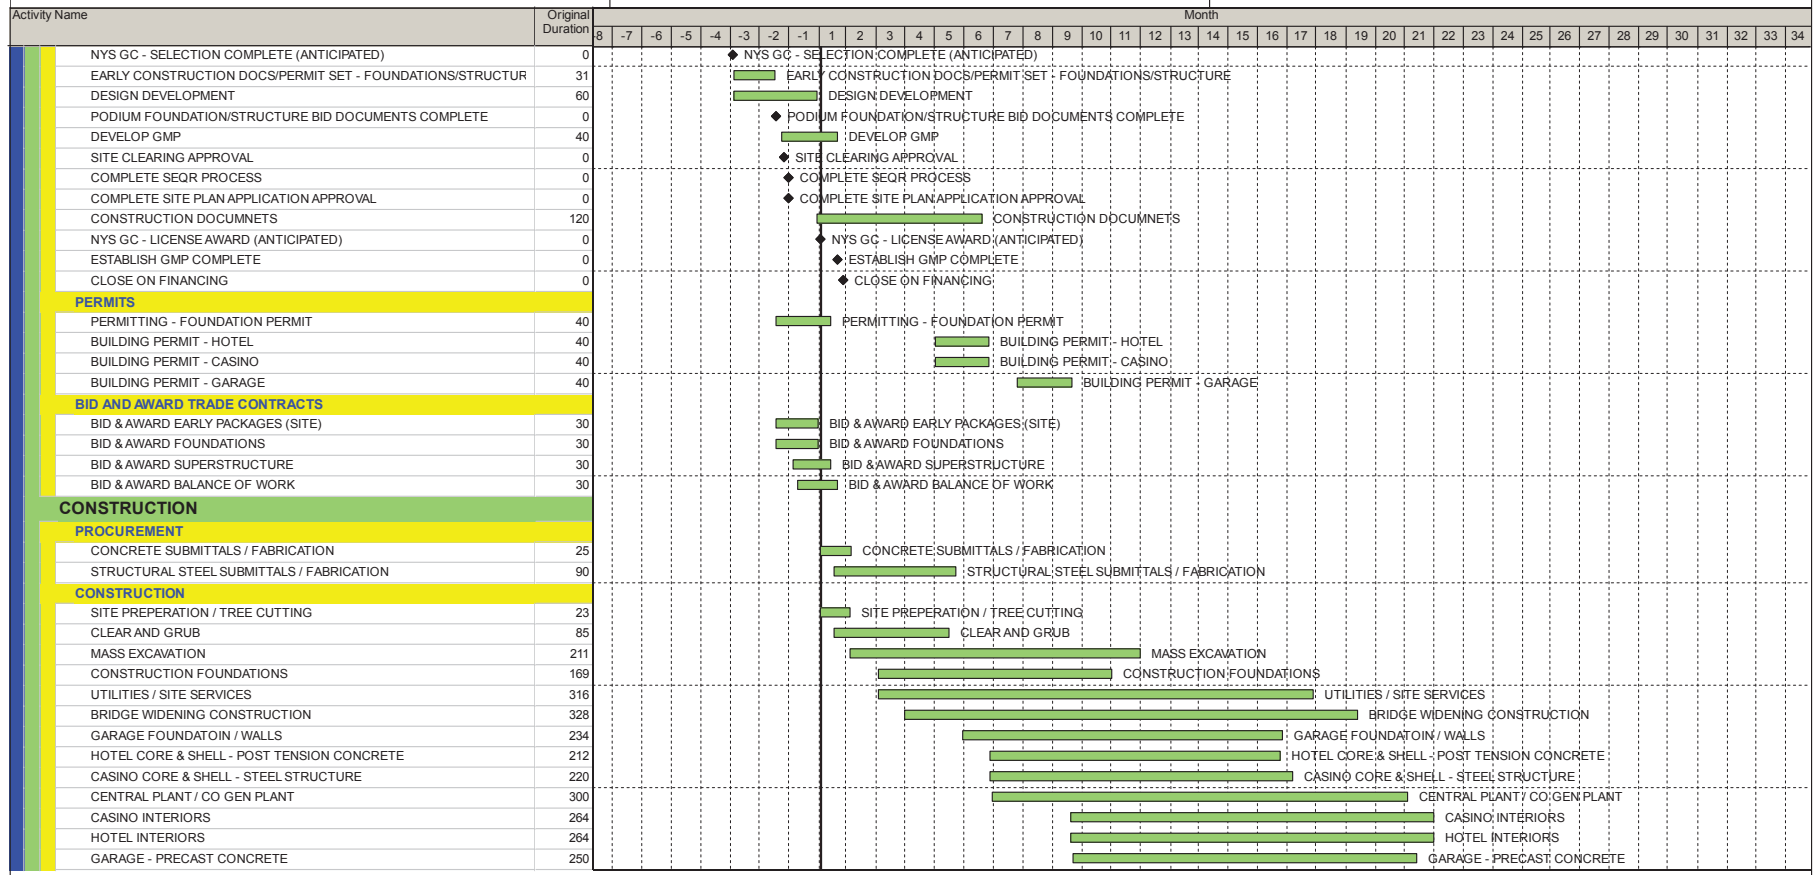 Activity Name Original Duration Month
-8 -7 -6 -5 -4 -3 -2 -1 1 2 3 4 5 6 7 8 9 10 11 12 13 14 15 16 17 18 19 20 21 22 23 24 25 26 27 28 29 30 31 32 33 34
NYS GC - SELECTION COMPLETE (ANTICIPATED) 0 NYS GC - SELECTION COMPLETE (ANTICIPATED)
EARLY CONSTRUCTION DOCS/PERMIT SET - FOUNDATIONS/STRUCTUR 31 EARLY CONSTRUCTION DOCS/PERMIT SET - FOUNDATIONS/STRUCTURE
DESIGN DEVELOPMENT 60 DESIGN DEVELOPMENT
PODIUM FOUNDATION/STRUCTURE BID DOCUMENTS COMPLETE 0 PODIUM FOUNDATION/STRUCTURE BID DOCUMENTS COMPLETE
DEVELOP GMP 40 DEVELOP GMP
SITE CLEARING APPROVAL 0 SITE CLEARING APPROVAL
COMPLETE SEQR PROCESS 0 COMPLETE SEQR PROCESS
COMPLETE SITE PLAN APPLICATION APPROVAL 0 COMPLETE SITE PLAN APPLICATION APPROVAL
CONSTRUCTION DOCUMNETS 120 CONSTRUCTION DOCUMNETS
NYS GC - LICENSE AWARD (ANTICIPATED) 0 NYS GC - LICENSE AWARD (ANTICIPATED)
ESTABLISH GMP COMPLETE 0 ESTABLISH GMP COMPLETE
CLOSE ON FINANCING 0 CLOSE ON FINANCING
PERMITS
PERMITTING - FOUNDATION PERMIT 40 PERMITTING - FOUNDATION PERMIT
BUILDING PERMIT - HOTEL 40 BUILDING PERMIT - HOTEL
BUILDING PERMIT - CASINO 40 BUILDING PERMIT - CASINO
BUILDING PERMIT - GARAGE 40 BUILDING PERMIT - GARAGE
BID AND AWARD TRADE CONTRACTS
BID & AWARD EARLY PACKAGES (SITE) 30 BID & AWARD EARLY PACKAGES (SITE)
BID & AWARD FOUNDATIONS 30 BID & AWARD FOUNDATIONS
BID & AWARD SUPERSTRUCTURE 30 BID & AWARD SUPERSTRUCTURE
BID & AWARD BALANCE OF WORK 30 BID & AWARD BALANCE OF WORK
CONSTRUCTION
PROCUREMENT
CONCRETE SUBMITTALS / FABRICATION 25 CONCRETE SUBMITTALS / FABRICATION
STRUCTURAL STEEL SUBMITTALS / FABRICATION 90 STRUCTURAL STEEL SUBMITTALS / FABRICATION
CONSTRUCTION
SITE PREPERATION / TREE CUTTING 23 SITE PREPERATION / TREE CUTTING
CLEAR AND GRUB 85 CLEAR AND GRUB
MASS EXCAVATION 211 MASS EXCAVATION
CONSTRUCTION FOUNDATIONS 169 CONSTRUCTION FOUNDATIONS
UTILITIES / SITE SERVICES 316 UTILITIES / SITE SERVICES
BRIDGE WIDENING CONSTRUCTION 328 BRIDGE WIDENING CONSTRUCTION
GARAGE FOUNDATOIN / WALLS 234 GARAGE FOUNDATOIN / WALLS
HOTEL CORE & SHELL - POST TENSION CONCRETE 212 HOTEL CORE & SHELL - POST TENSION CONCRETE
CASINO CORE & SHELL - STEEL STRUCTURE 220 CASINO CORE & SHELL - STEEL STRUCTURE
CENTRAL PLANT / CO GEN PLANT 300 CENTRAL PLANT / CO GEN PLANT
CASINO INTERIORS 264 CASINO INTERIORS
HOTEL INTERIORS 264 HOTEL INTERIORS
GARAGE - PRECAST CONCRETE 250 GARAGE - PRECAST CONCRETE